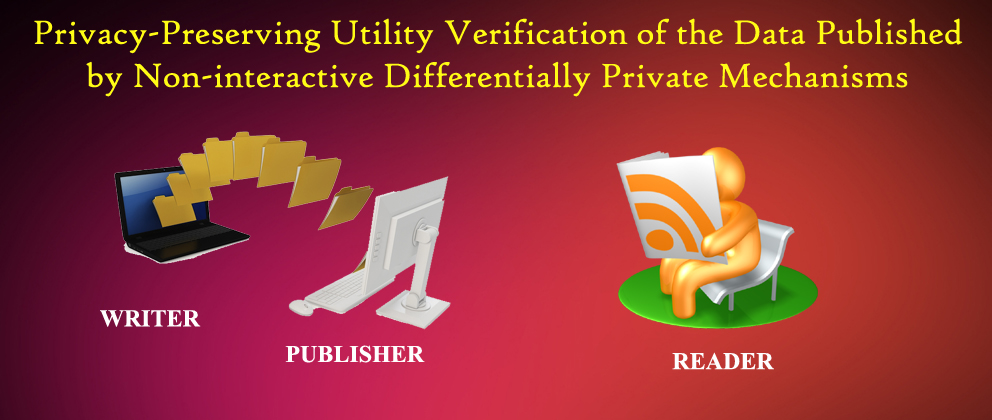 Privacy-Preserving Utility Verification of the Data Published
by Non-interactive Differentially Private Mechanisms
WRITER
PUBLISHER
READER